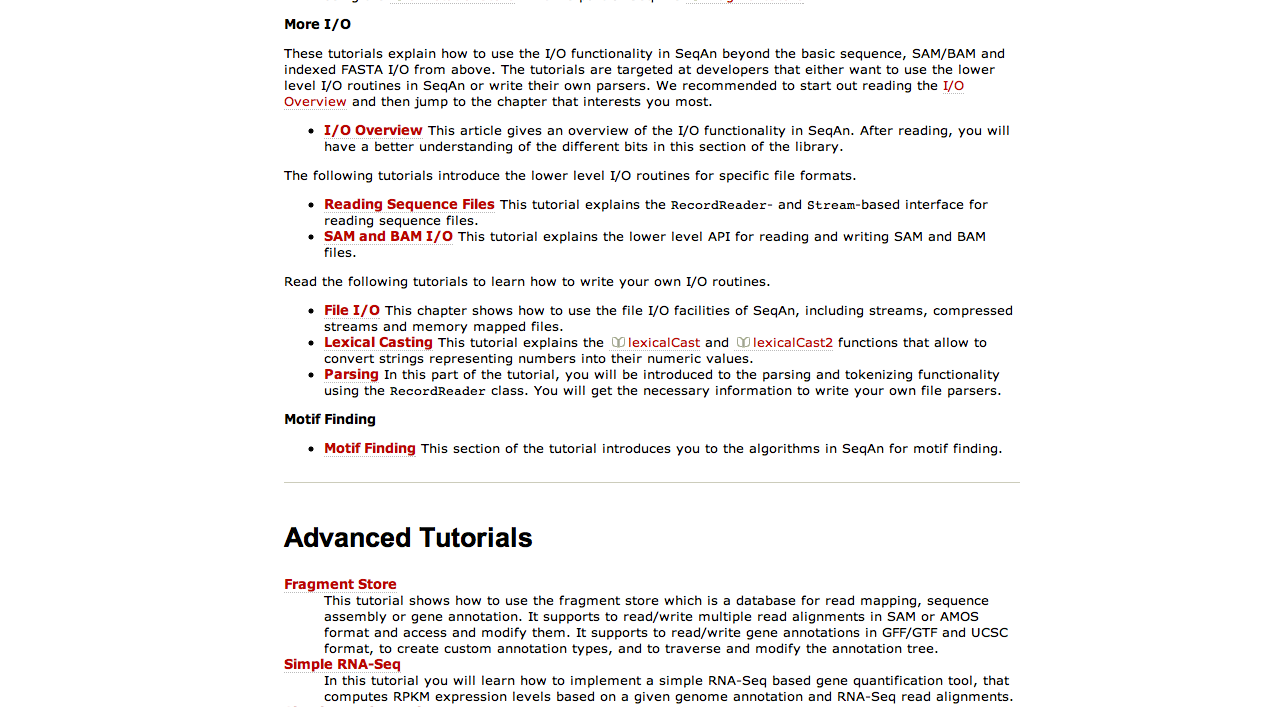 More I/O
These tutorials explain how to use the I/O functionality in SeqAn beyond the basic sequence, SAM/BAM and
indexed FASTA I/O from above. The tutorials are targeted at developers that either want to use the lower
level I/O routines in SeqAn or write their own parsers. We recommended to start out reading the I/O
Overview and then jump to the chapter that interests you most.
• I/O Overview This article gives an overview of the I/O functionality in SeqAn. After reading, you will
have a better understanding of the different bits in this section of the library.
The following tutorials introduce the lower level I/O routines for specific file formats.
• Reading Sequence Files This tutorial explains the RecordReader- and Stream-based interface for
reading sequence files.
• SAM and BAM I/O This tutorial explains the lower level API for reading and writing SAM and BAM
files.
Read the following tutorials to learn how to write your own I/O routines.
• File I/O This chapter shows how to use the file I/O facilities of SeqAn, including streams, compressed
streams and memory mapped files.
• Lexical Casting This tutorial explains the lexicalCast and lexicalCast2 functions that allow to
convert strings representing numbers into their numeric values.
• Parsing In this part of the tutorial, you will be introduced to the parsing and tokenizing functionality
using the RecordReader class. You will get the necessary information to write your own file parsers.
Motif Finding
• Motif Finding This section of the tutorial introduces you to the algorithms in SeqAn for motif finding.
Advanced Tutorials
Fragment Store
This tutorial shows how to use the fragment store which is a database for read mapping, sequence
assembly or gene annotation. It supports to read/write multiple read alignments in SAM or AMOS
format and access and modify them. It supports to read/write gene annotations in GFF/GTF and UCSC
format, to create custom annotation types, and to traverse and modify the annotation tree.
Simple RNA-Seq
In this tutorial you will learn how to implement a simple RNA-Seq based gene quantification tool, that
computes RPKM expression levels based on a given genome annotation and RNA-Seq read alignments.